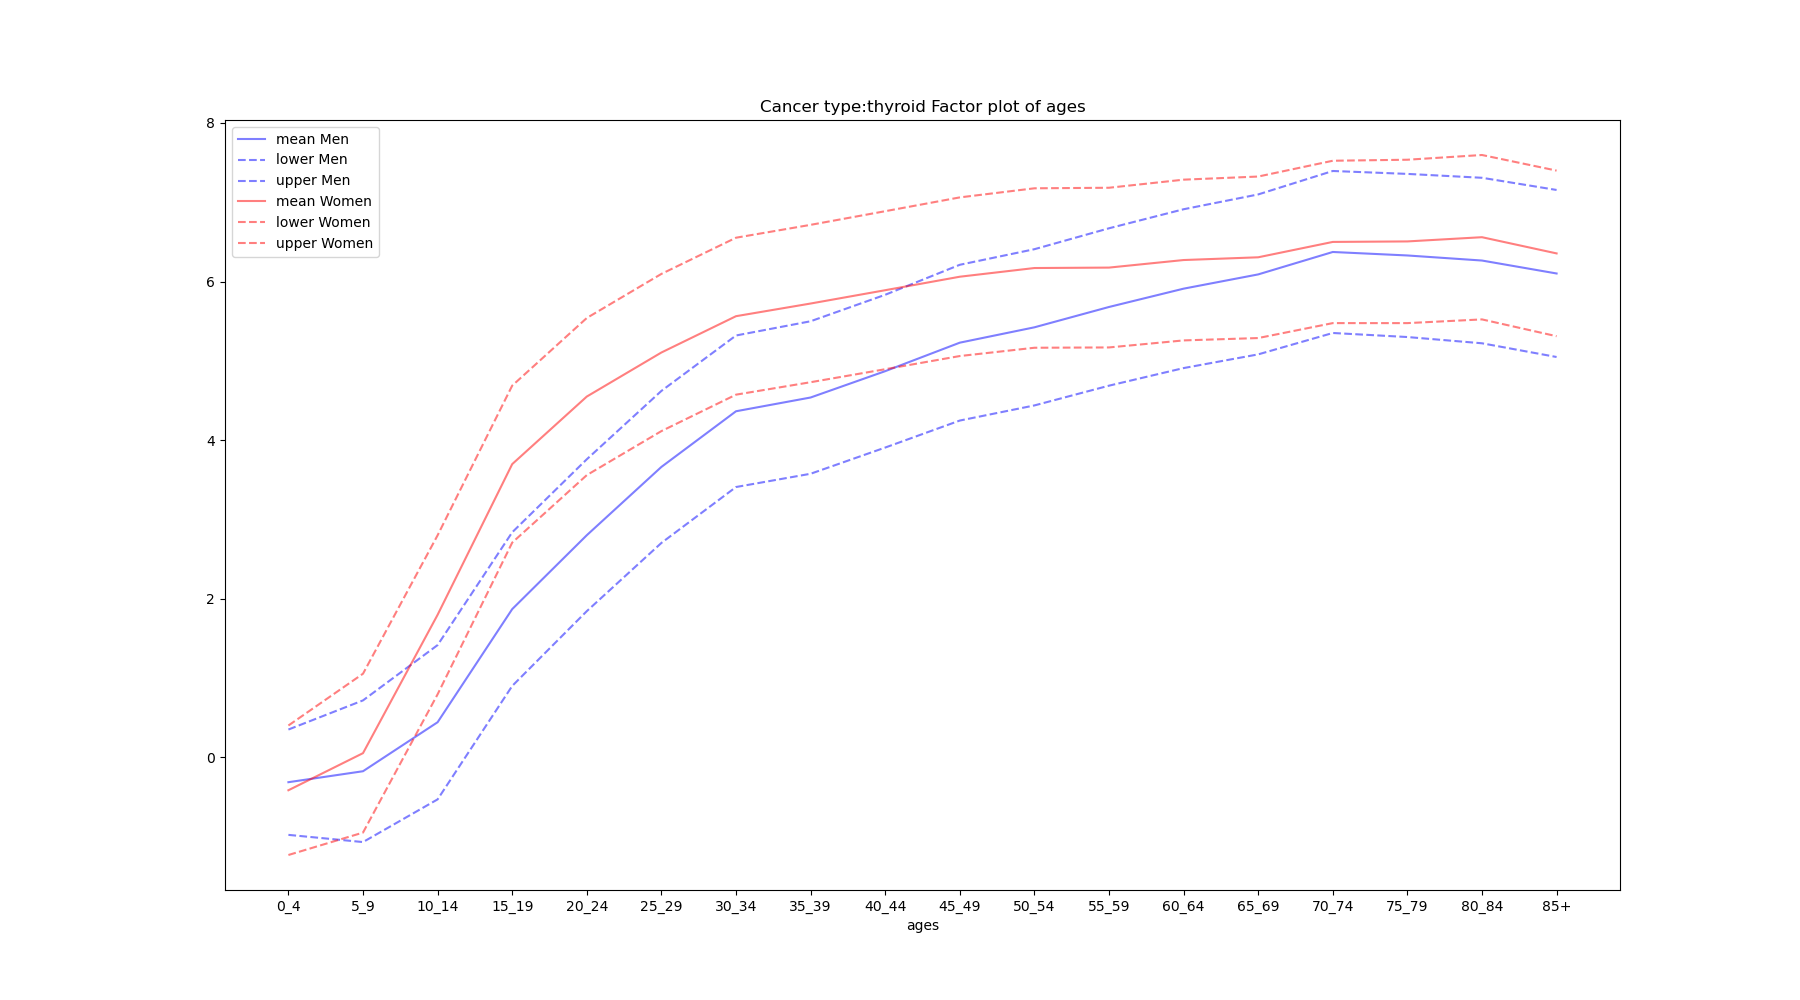 Cancer type:thyroid Factor plot of ages
8
6
4
2
0
mean Men
lower Men
upper Men
mean Women
lower Women
upper Women
0_4 5_9 10_14 15_19 20_24 25_29 30_34 35_39 40_44 45_49 50_54 55_59 60_64 65_69 70_74 75_79 80_84 85+
ages